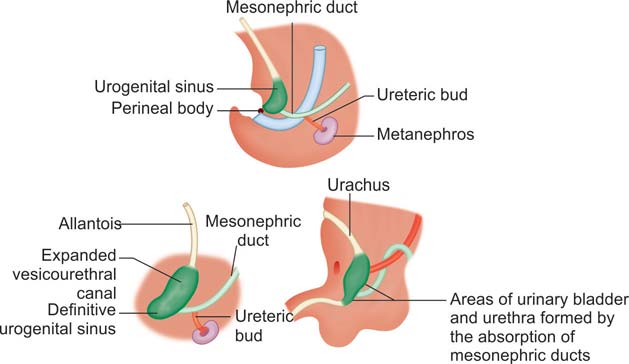 Mesonephric duct
Urogenital sinus
Perineal body
Ureteric bud
Metanephros
Allantois
Expanded
vesicourethral
canal
Definitive
urogenital sinus
Mesonephric
duct
Ureteric
bud
Urachus
Areas of urinary bladder
and urethra formed by
the absorption of
mesonephric ducts